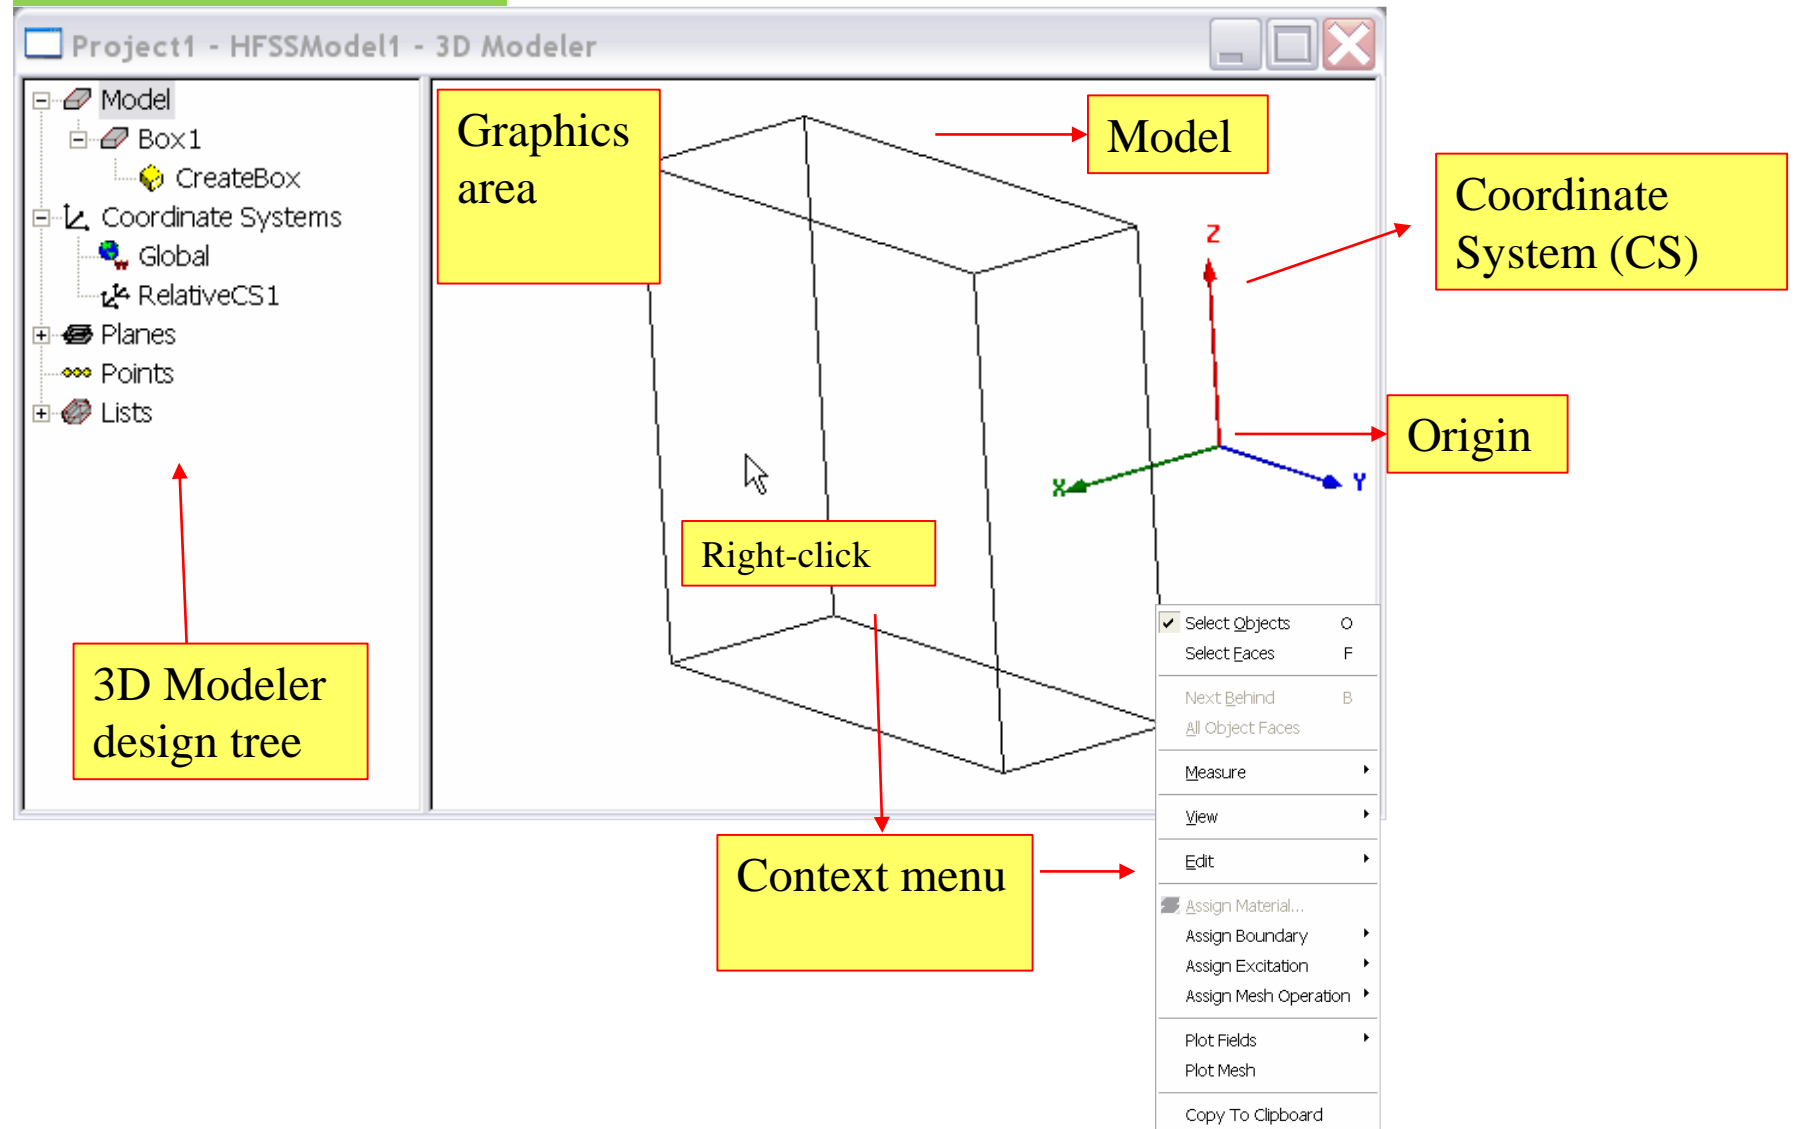 Project1 - HFSSModel1 - 3D Modeler
Model
Box1
CreateBox
Coordinate Systems
Global
RelativeCS1
Planes
Points
Lists
3D Modeler
design tree
Graphics
area
Model
Coordinate
System (CS)
Z
X
Y
Origin
Right-click
Context menu
Select Objects O
Select Faces F
Next Behind B
All Object Faces
Measure
View
Edit
Assign Material...
Assign Boundary
Assign Excitation
Assign Mesh Operation
Plot Fields
Plot Mesh
Copy To Clipboard